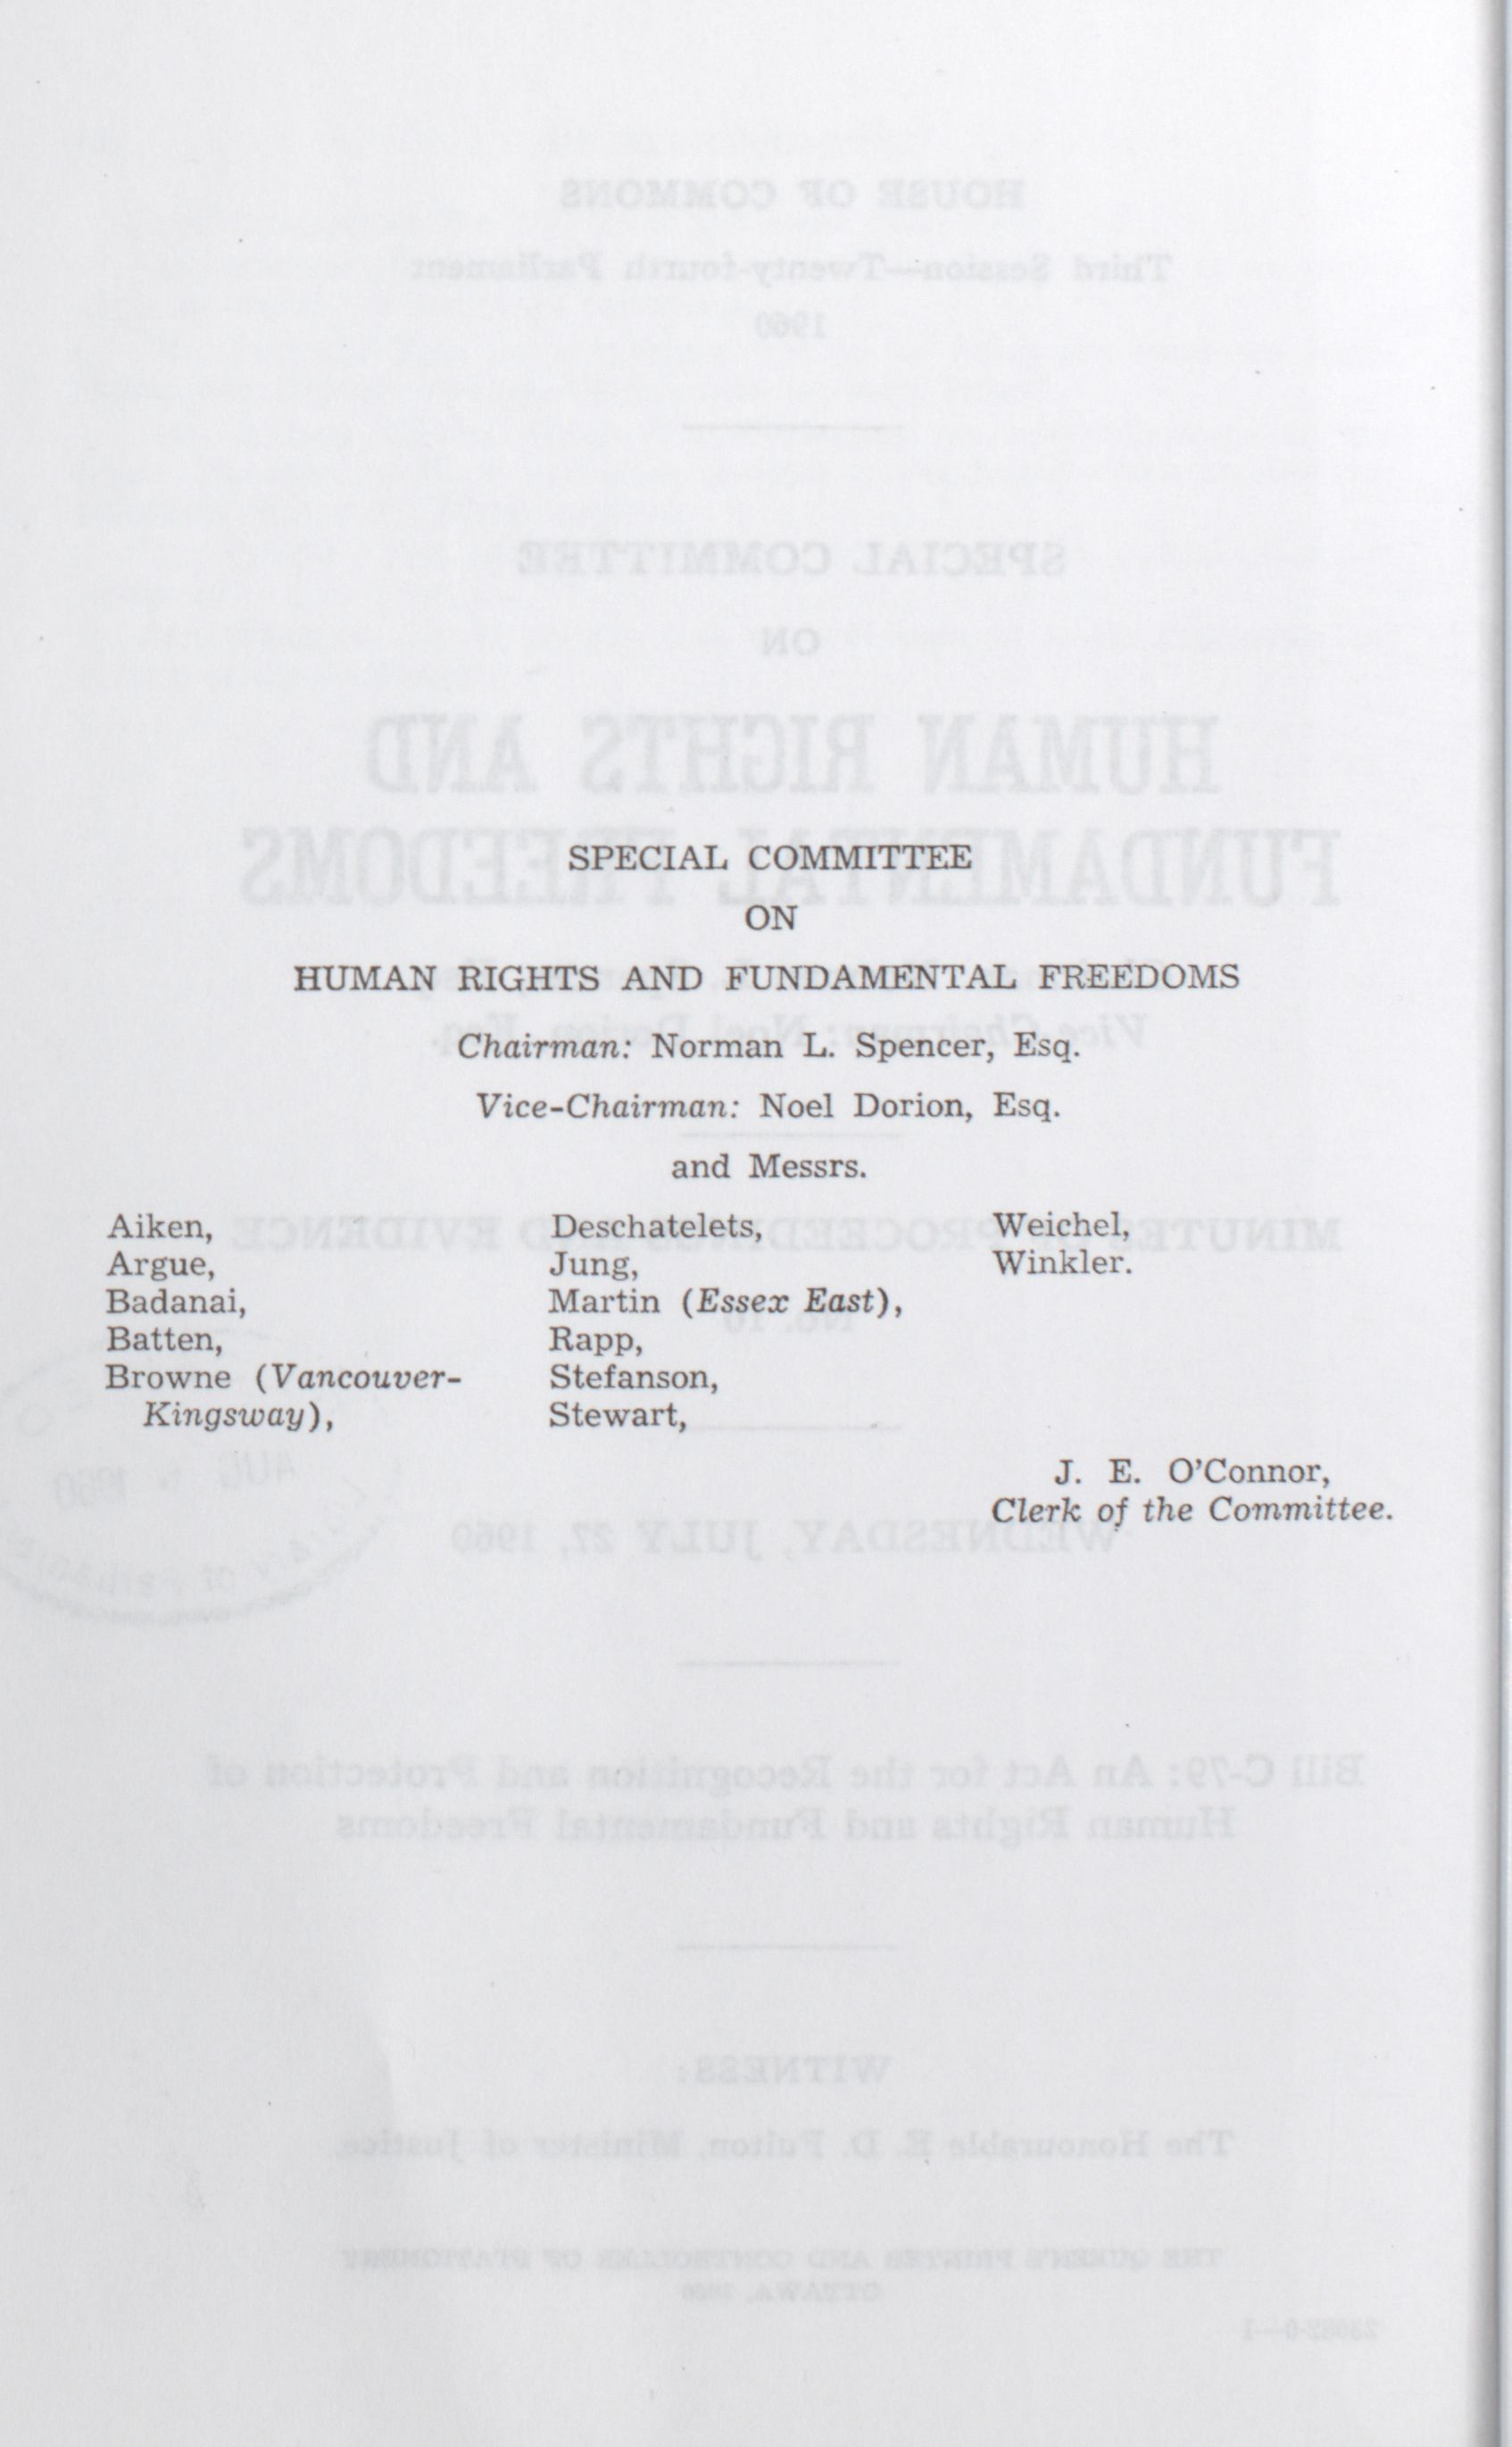 SPECIAL COMMITTEE
ON
HUMAN RIGHTS AND FUNDAMENTAL FREEDOMS
Chairman: Norman L. Spencer, Esq.
Vice-Chairman: Noel Dorion, Esq.
and Messrs.
Aiken,
Argue,
Badanai,
Batten,
Browne (Vancouver-
Kingsway),
Deschatelets,
Jung,
Martin (Essex East),
Rapp,
Stefanson,
Stewart,
Weichel,
Winkler.
J. E. O'Connor,
Clerk of the Committee.